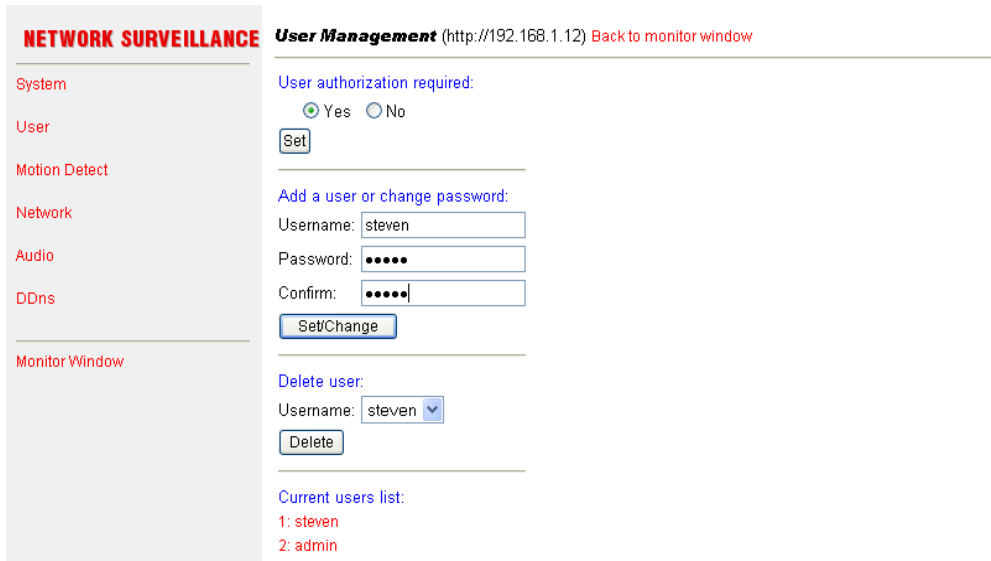 NETWORK SURVEILLANCE
System
User
Motion Detect
Network
Audio
DDns
Monitor Window
User Management (http://192.168.1.12) Back to monitor window
User authorization required:
Yes No
Set
Add a user or change password:
Username: steven
Password: •••••
Confirm: •••••
Set/Change
Delete user:
Username: steven
Delete
Current users list:
1: steven
2: admin